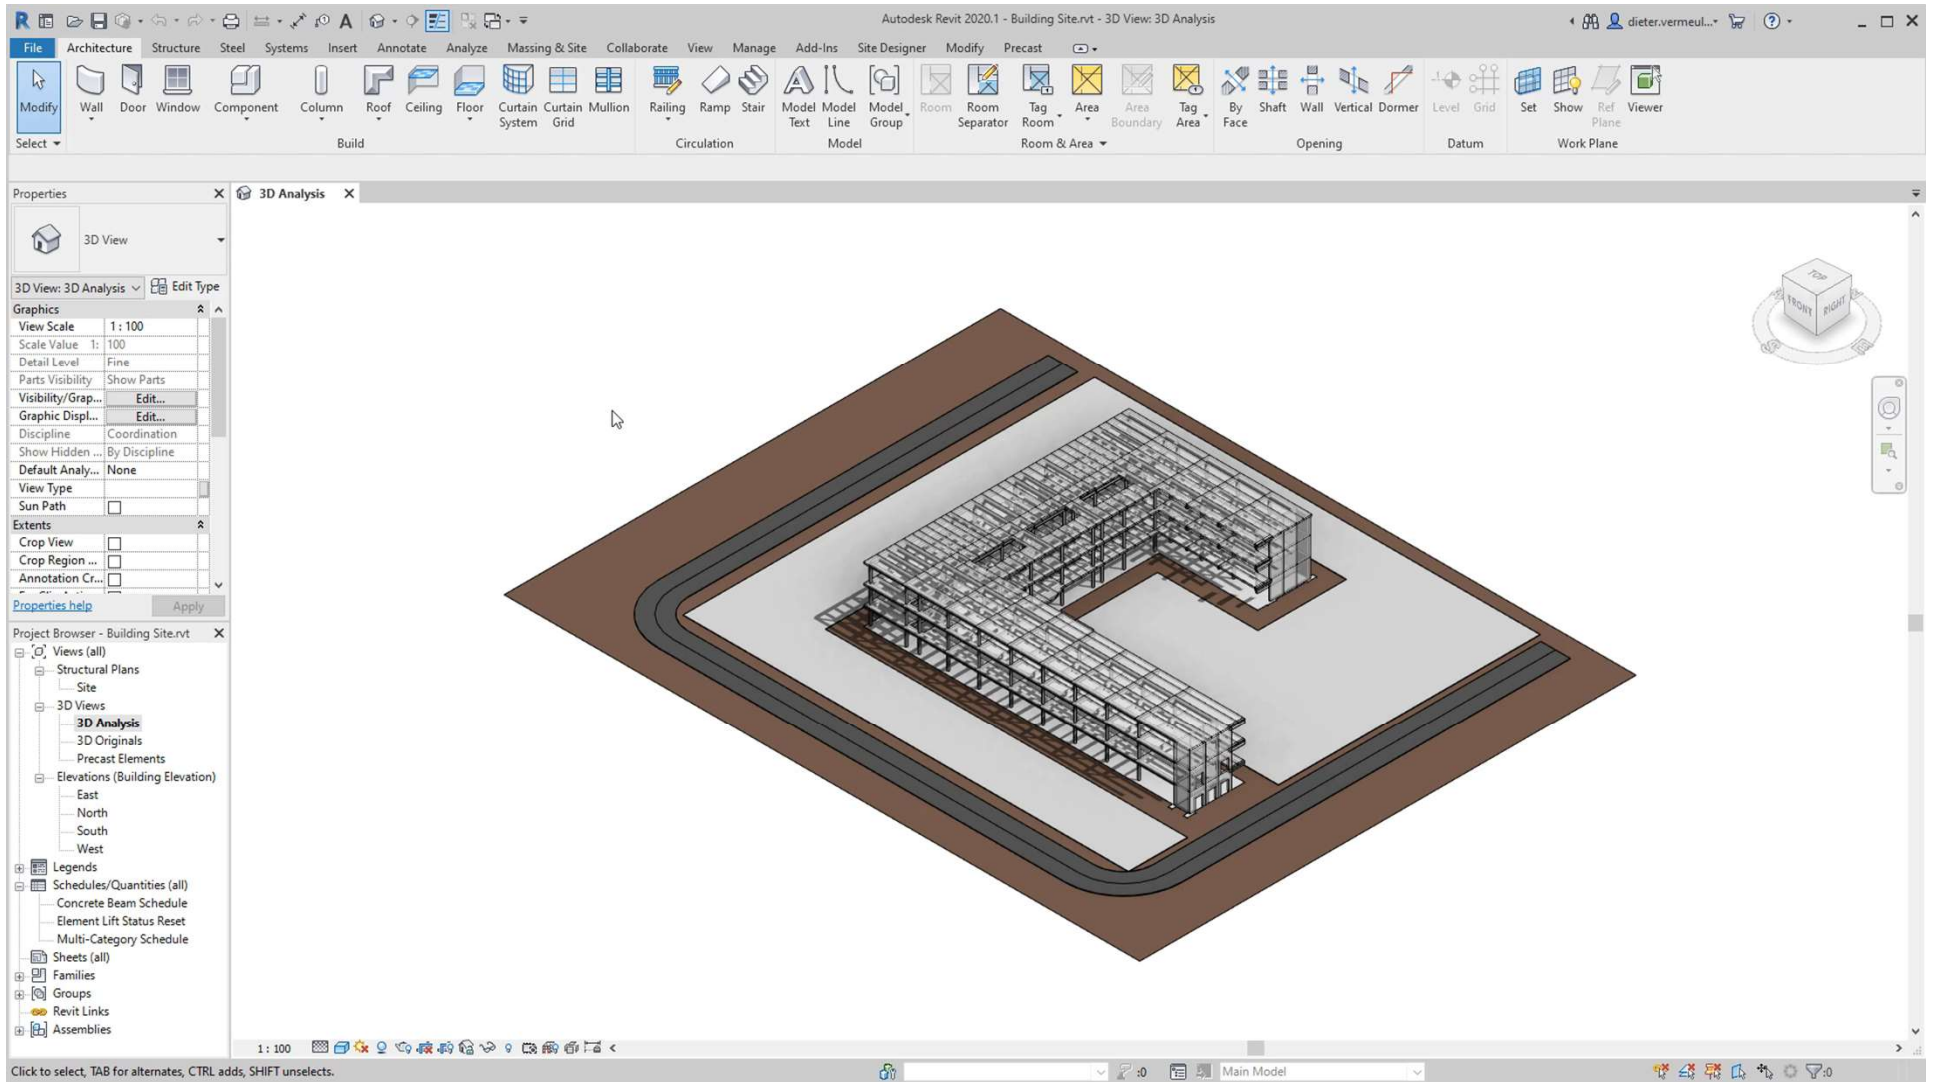 Autodesk Revit 2020.1 - Building Site.rvt - 3D View: 3D Analysis
dieter.vermeul...
File Architecture Structure Steel Systems Insert Annotate Analyze Massing & Site Collaborate View Manage Add-Ins Site Designer Modify Precast
Modify Wall Door Window Component Column Roof Ceiling Floor Curtain System Curtain Grid Mullion Railing Ramp Stair Model Text Model Line Model Group Room Room Separator Tag Room Area Area Boundary Tag Area By Face Shaft Wall Vertical Dormer Level Grid Set Show Ref Plane Viewer
Select Build Circulation Model Room & Area Opening Datum Work Plane
Properties
3D Analysis
3D View
3D View: 3D Analysis Edit Type
Graphics
View Scale 1 : 100
Scale Value 1: 100
Detail Level Fine
Parts Visibility Show Parts
Visibility/Grap... Edit...
Graphic Displ... Edit...
Discipline Coordination
Show Hidden ... By Discipline
Default Analy... None
View Type
Sun Path
Extents
Crop View
Crop Region ...
Annotation Cr...
Properties help Apply
Project Browser - Building Site.rvt
Views (all)
Structural Plans
Site
3D Views
3D Analysis
3D Originals
Precast Elements
Elevations (Building Elevation)
East
North
South
West
Legends
Schedules/Quantities (all)
Concrete Beam Schedule
Element Lift Status Reset
Multi-Category Schedule
Sheets (all)
Families
Groups
Revit Links
Assemblies
TOP
FRONT RIGHT
1 : 100
Click to select, TAB for alternates, CTRL adds, SHIFT unselects.
:0
Main Model
:0